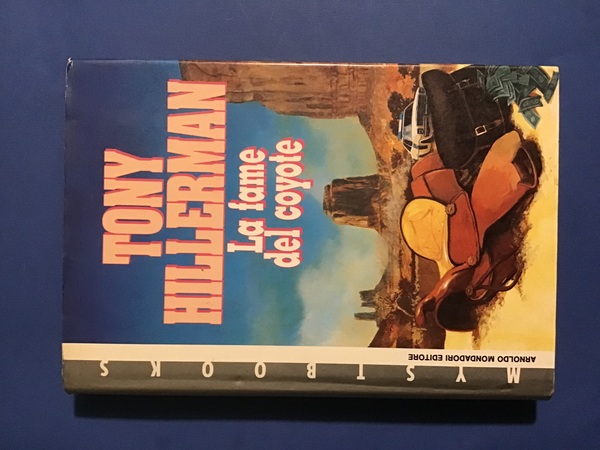 TONY
HILLERMAN
La fame
del coyote
ARNOLDO MONDADORI EDITORE
MYSTBOOKS